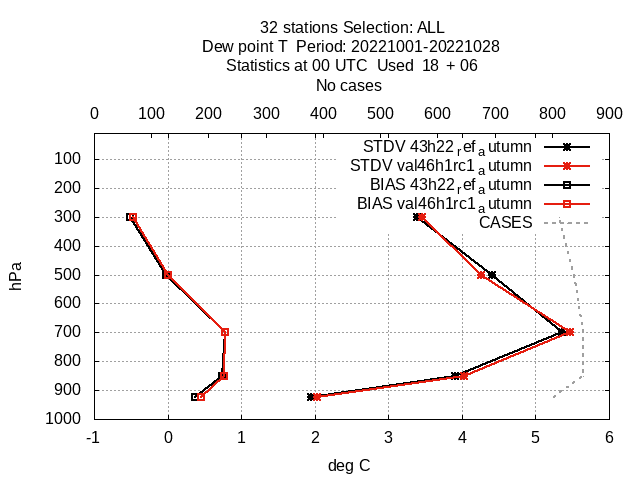 32 stations Selection: ALL
Dew point T  Period: 20221001-20221028
Statistics at 00 UTC  Used  18  + 06
No cases
0 100 200 300 400 500 600 700 800 900
STDV 43h22_ref_autumn
STDV val46h1rc1_autumn
BIAS 43h22_ref_autumn
BIAS val46h1rc1_autumn
CASES
100
200
300
400
500
600
700
800
900
1000
hPa
-1 0 1 2 3 4 5 6
deg C